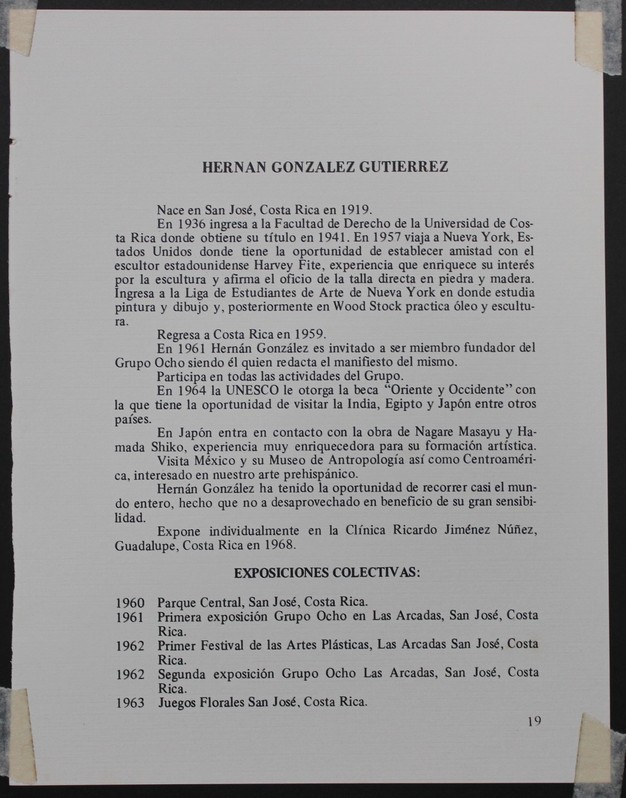 HERNAN GONZALEZ GUTIERREZ
Nace en San José, Costa Rica en 1919.
En 1936 ingresa a la Facultad de Derecho de la Universidad de Cos-
ta Rica donde obtiene su título en 1941. En 1957 viaja a Nueva York, Es-
tados Unidos donde tiene la oportunidad de establecer amistad con el
escultor estadounidense Harvey Fite, experiencia que enriquece su interés
por la escultura y afirma el oficio de la talla directa en piedra y madera.
Ingresa a la Liga de Estudiantes de Arte de Nueva York en donde estudia
pintura y dibujo y, posteriormente en Wood Stock practica óleo y escultu-
ra.
Regresa a Costa Rica en 1959.
En 1961 Hernán González es invitado a ser miembro fundador del
Grupo Ocho siendo él quien redacta el manifiesto del mismo.
Participa en todas las actividades del Grupo.
En 1964 la UNESCO le otorga la beca "Oriente y Occidente" con
la que tiene la oportunidad de visitar la India, Egipto y Japón entre otros
países.
En Japón entra en contacto con la obra de Nagare Masayu y Ha-
mada Shiko, experiencia muy enriquecedora para su formación artística.
Visita México y su Museo de Antropología así como Centroaméri-
ca, interesado en nuestro arte prehispánico.
Hernán González ha tenido la oportunidad de recorrer casi el mun-
do entero, hecho que no a desaprovechado en beneficio de su gran sensibi-
lidad.
Expone individualmente en la Clínica Ricardo Jiménez Núñez,
Guadalupe, Costa Rica en 1968.
EXPOSICIONES COLECTIVAS:
1960 Parque Central, San José, Costa Rica.
1961 Primera exposición Grupo Ocho en Las Arcadas, San José, Costa
Rica.
1962 Primer Festival de las Artes Plásticas, Las Arcadas San José, Costa
Rica.
1962 Segunda exposición Grupo Ocho Las Arcadas, San José, Costa
Rica.
1963 Juegos Florales San José, Costa Rica.
19